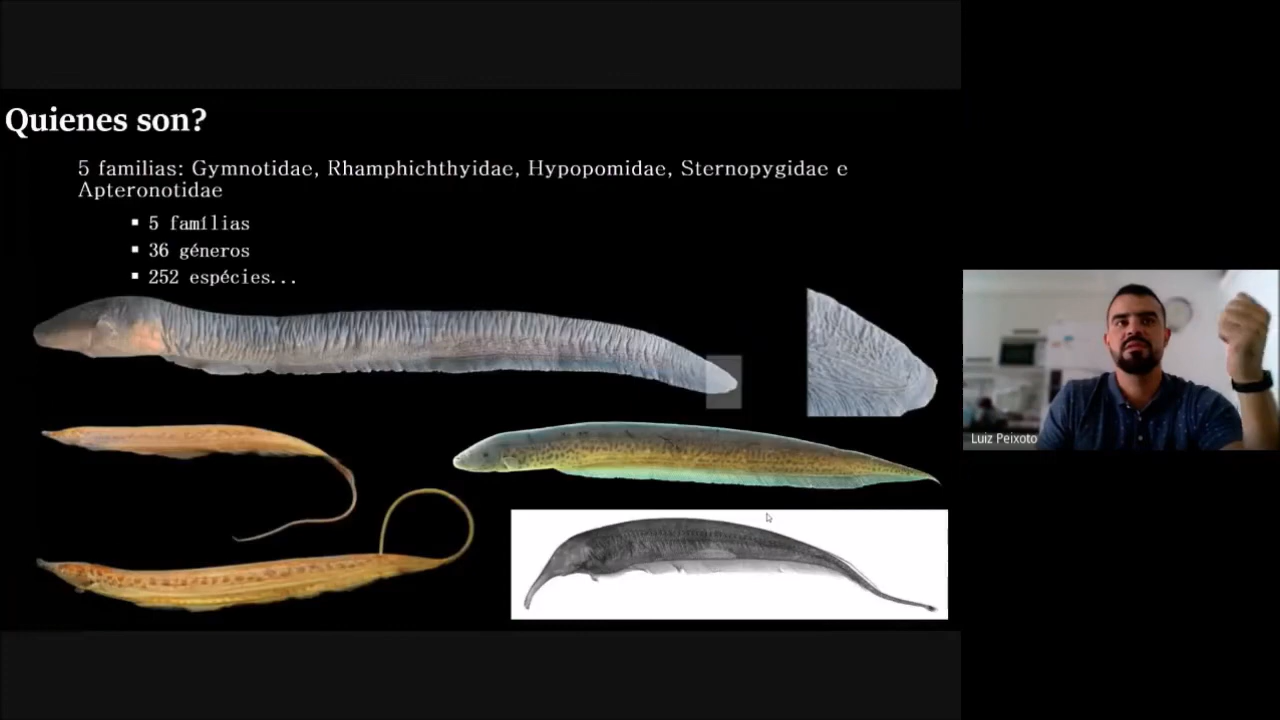 Quienes son?
5 familias: Gymnotidae, Rhamphichthyidae, Hypopomidae, Sternopygidae e
Apteronotidae
▪ 5 famílias
▪ 36 géneros
▪ 252 espécies...
Luiz Peixoto